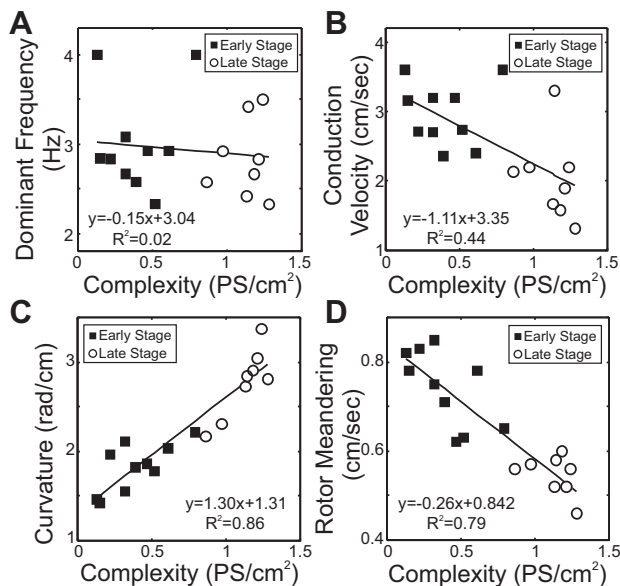 A
Dominant Frequency
(Hz)
4
3
2
■ Early Stage
○ Late Stage
y=-0.15x+3.04
R²=0.02
0 0.5 1 1.5
Complexity (PS/cm²)
B
Conduction
Velocity (cm/sec)
4
3
2
1
■ Early Stage
○ Late Stage
y=-1.11x+3.35
R²=0.44
0 0.5 1 1.5
Complexity (PS/cm²)
C
Curvature (rad/cm)
3
2
1
■ Early Stage
○ Late Stage
y=1.30x+1.31
R²=0.86
0 0.5 1 1.5
Complexity (PS/cm²)
D
Rotor Meandering
(cm/sec)
0.8
0.6
0.4
■ Early Stage
○ Late Stage
y=-0.26x+0.842
R²=0.79
0 0.5 1 1.5
Complexity (PS/cm²)